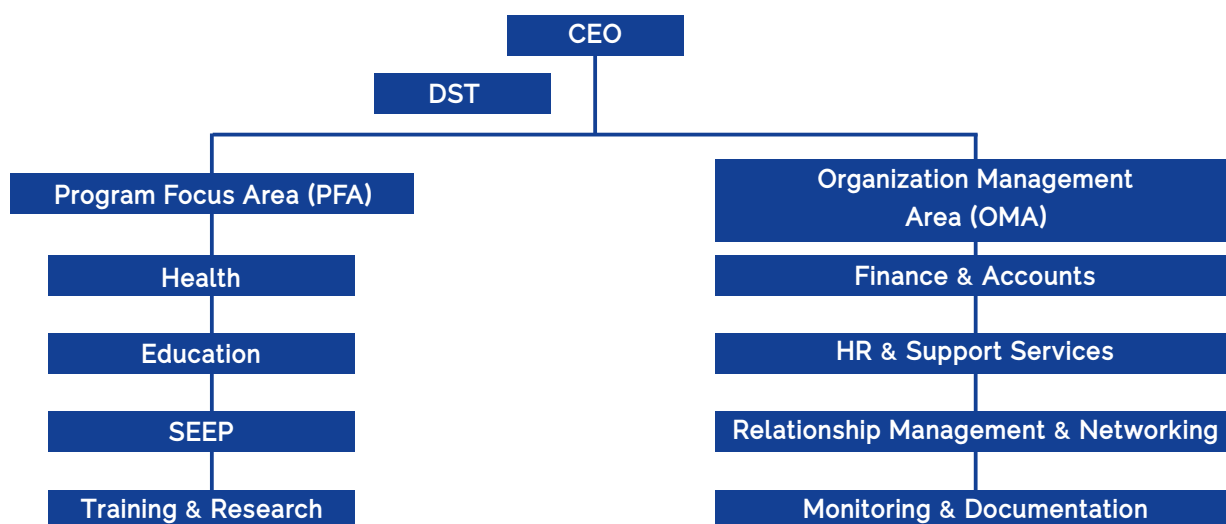 CEO
DST
Program Focus Area (PFA)
Health
Education
SEEP
Training & Research
Organization Management
Area (OMA)
Finance & Accounts
HR & Support Services
Relationship Management & Networking
Monitoring & Documentation